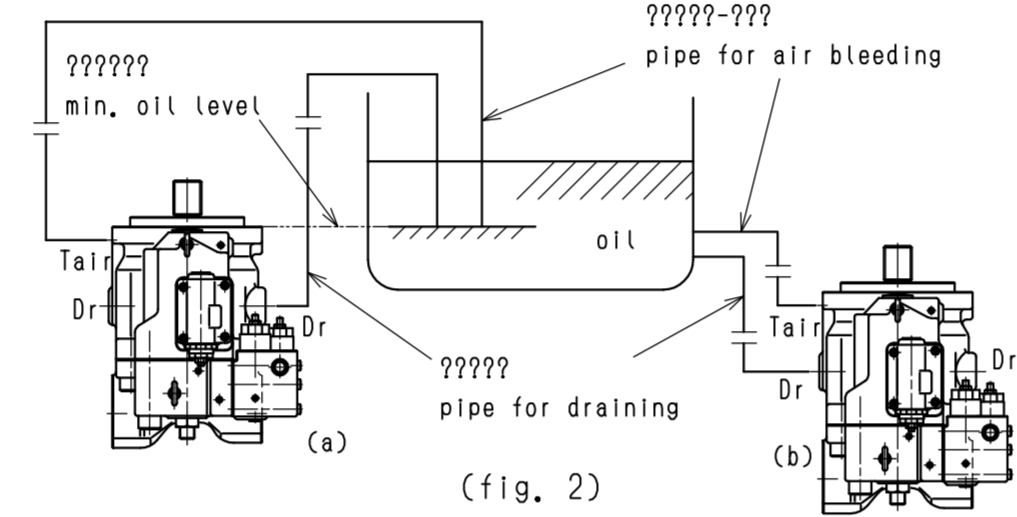 ?????-???
pipe for air bleeding
??????
min. oil level
oil
Tair
Dr
Dr
Tair
Dr
Dr
?????
pipe for draining
(a)
(b)
(fig. 2)